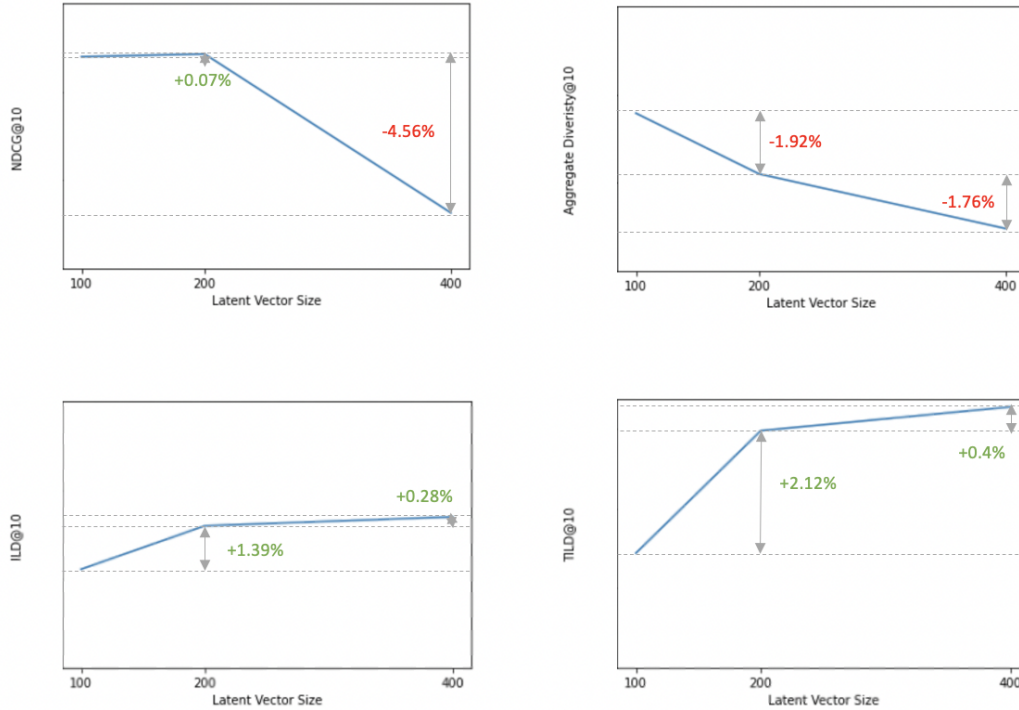 NDCG@10
+0.07%
-4.56%
100
200
400
Latent Vector Size
Aggregate Diveristy@10
-1.92%
-1.76%
100
200
400
Latent Vector Size
ILD@10
+0.28%
+1.39%
100
200
400
Latent Vector Size
TILD@10
+0.4%
+2.12%
100
200
400
Latent Vector Size